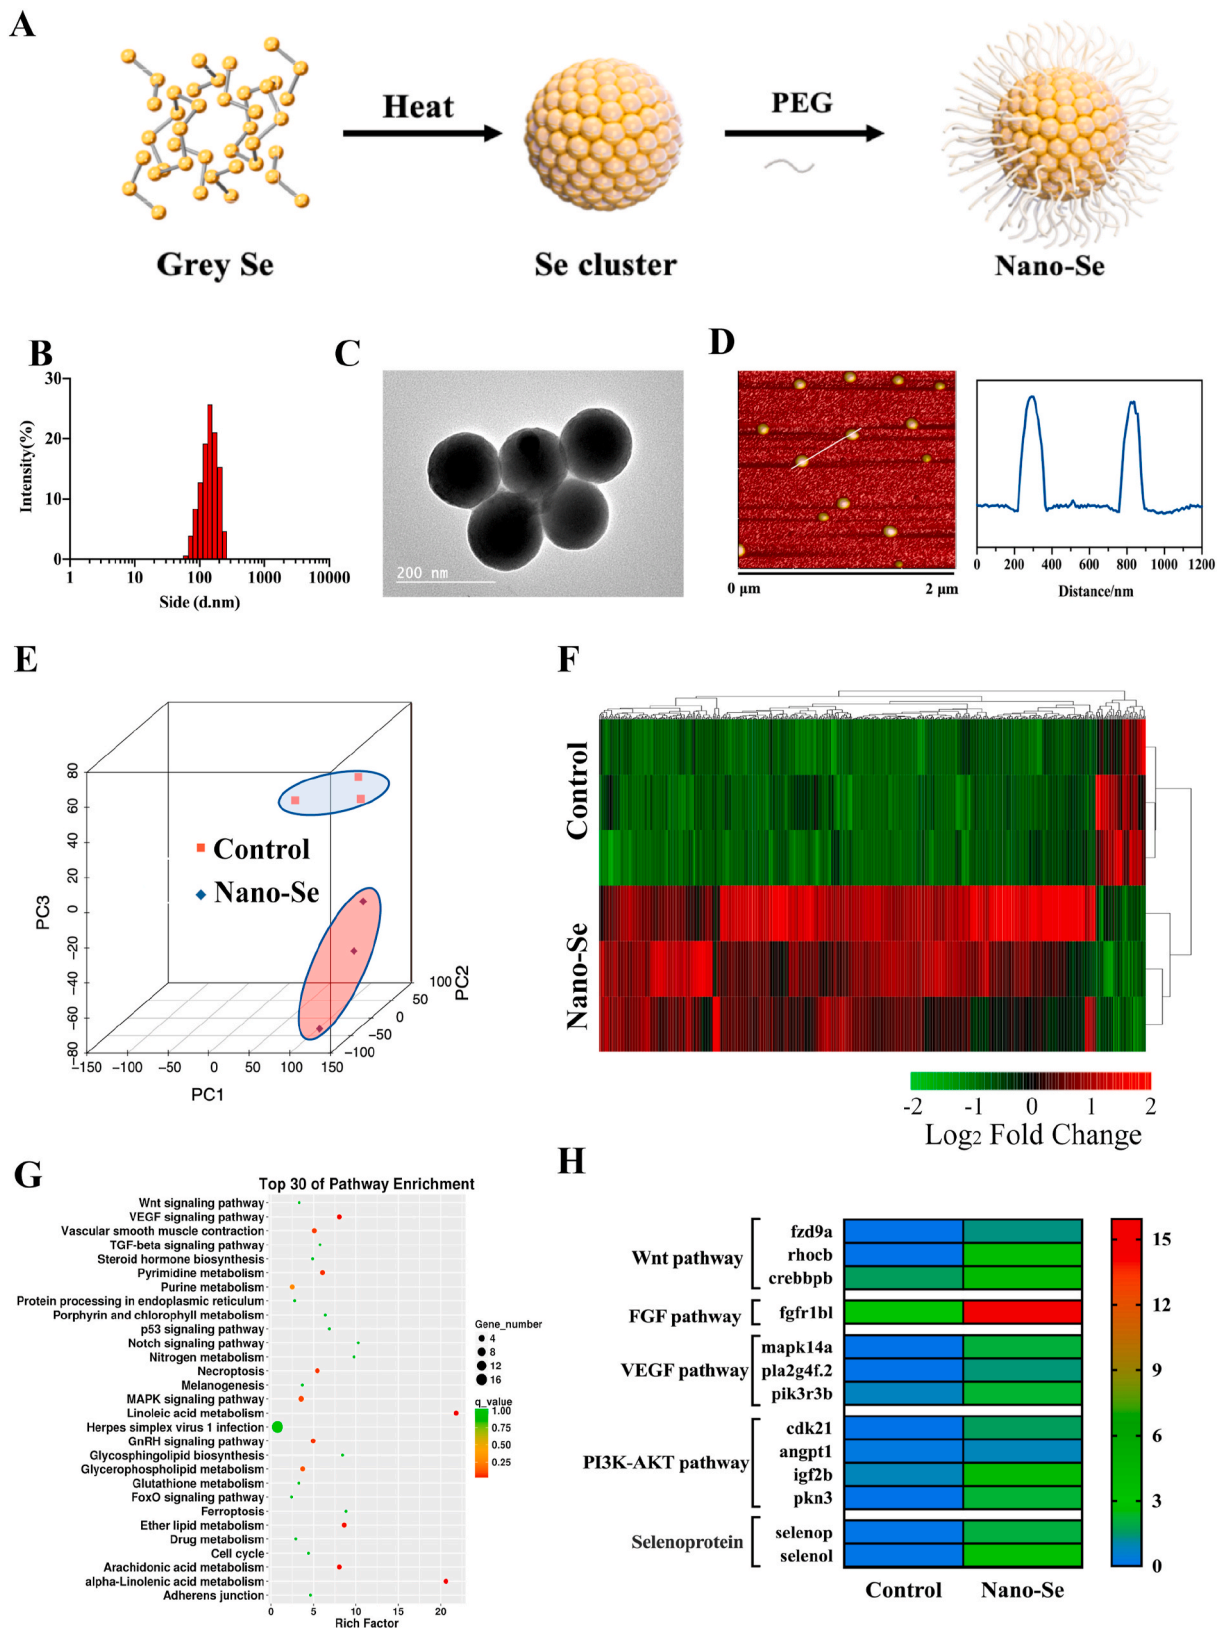 A
Heat
PEG
Grey Se
Se cluster
Nano-Se
B
30
20
10
0
Intensity(%)
1
10
100
1000
10000
Side (d.nm)
C
200 nm
D
0 μm
2 μm
0
200
400
600
800
1000
1200
Distance/nm
E
80
60
40
20
0
−20
−40
−60
−80
PC3
Control
Nano-Se
−150
−100
−50
0
50
100
150
PC1
−100
−50
0
50
100
PC2
F
Control
Nano-Se
-2
-1
0
1
2
Log2 Fold Change
G
Top 30 of Pathway Enrichment
Wnt signaling pathway
VEGF signaling pathway
Vascular smooth muscle contraction
TGF-beta signaling pathway
Steroid hormone biosynthesis
Pyrimidine metabolism
Purine metabolism
Protein processing in endoplasmic reticulum
Porphyrin and chlorophyll metabolism
p53 signaling pathway
Notch signaling pathway
Nitrogen metabolism
Necroptosis
Melanogenesis
MAPK signaling pathway
Linoleic acid metabolism
Herpes simplex virus 1 infection
GnRH signaling pathway
Glycosphingolipid biosynthesis
Glycerophospholipid metabolism
Glutathione metabolism
FoxO signaling pathway
Ferroptosis
Ether lipid metabolism
Drug metabolism
Cell cycle
Arachidonic acid metabolism
alpha-Linolenic acid metabolism
Adherens junction
0
5
10
15
20
Rich Factor
Gene_number
4
8
12
16
q_value
1.00
0.75
0.50
0.25
H
Wnt pathway
fzd9a
rhocb
crebbpb
FGF pathway
fgfr1bl
VEGF pathway
mapk14a
pla2g4f.2
pik3r3b
PI3K-AKT pathway
cdk21
angpt1
igf2b
pkn3
Selenoprotein
selenop
selenol
Control
Nano-Se
15
12
9
6
3
0